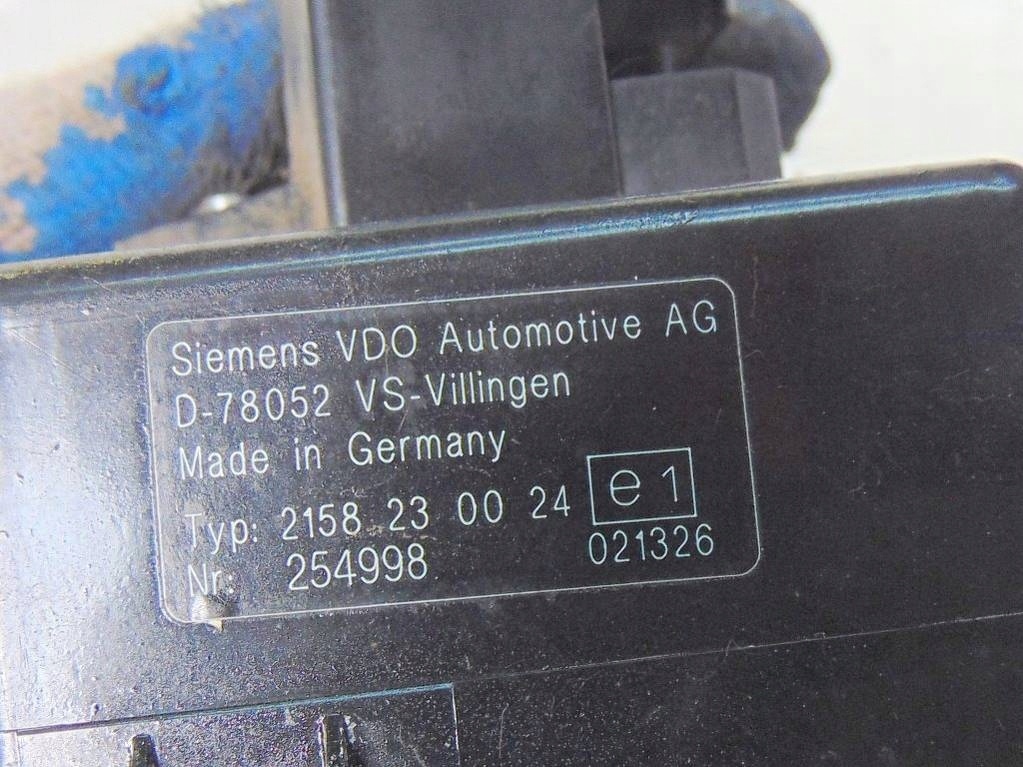 Siemens VDO Automotive AG
D-78052 VS-Villingen
Made in Germany
Typ: 2158 23 00 24 e1
Nr: 254998 021326